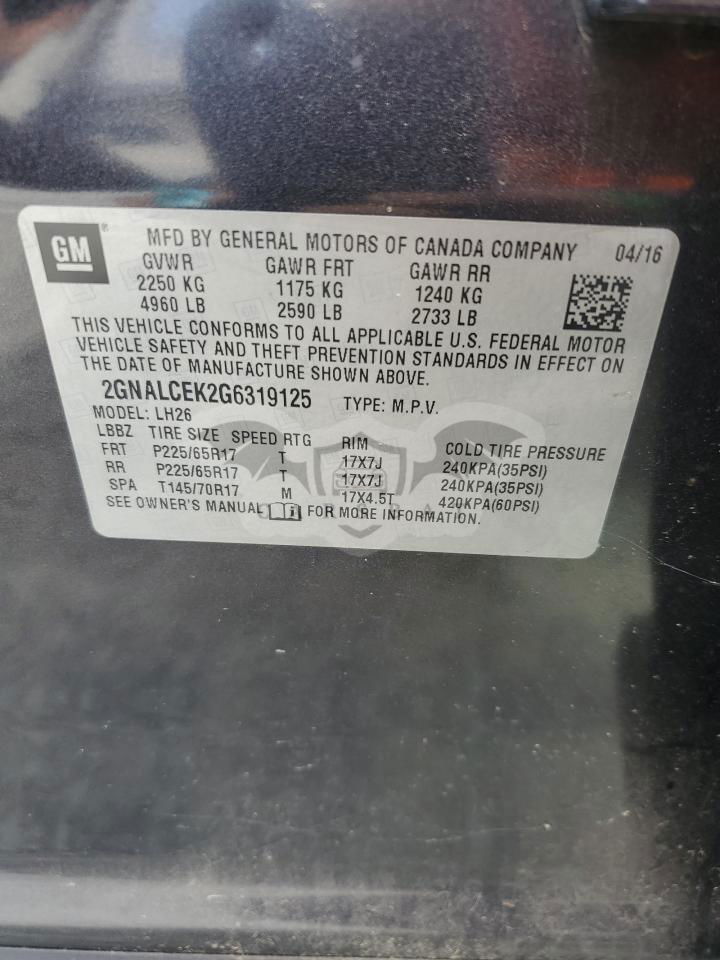 GM ® MFD BY GENERAL MOTORS OF CANADA COMPANY 04/16
GVWR GAWR FRT GAWR RR
2250 KG 1175 KG 1240 KG
4960 LB 2590 LB 2733 LB
THIS VEHICLE CONFORMS TO ALL APPLICABLE U.S. FEDERAL MOTOR
VEHICLE SAFETY AND THEFT PREVENTION STANDARDS IN EFFECT ON
THE DATE OF MANUFACTURE SHOWN ABOVE.
2GNALCEK2G6319125 TYPE: M.P.V.
MODEL: LH26
LBBZ TIRE SIZE SPEED RTG RIM COLD TIRE PRESSURE
FRT P225/65R17 T 17X7J 240KPA(35PSI)
RR P225/65R17 T 17X7J 240KPA(35PSI)
SPA T145/70R17 M 17X4.5T 420KPA(60PSI)
SEE OWNER'S MANUAL FOR MORE INFORMATION.